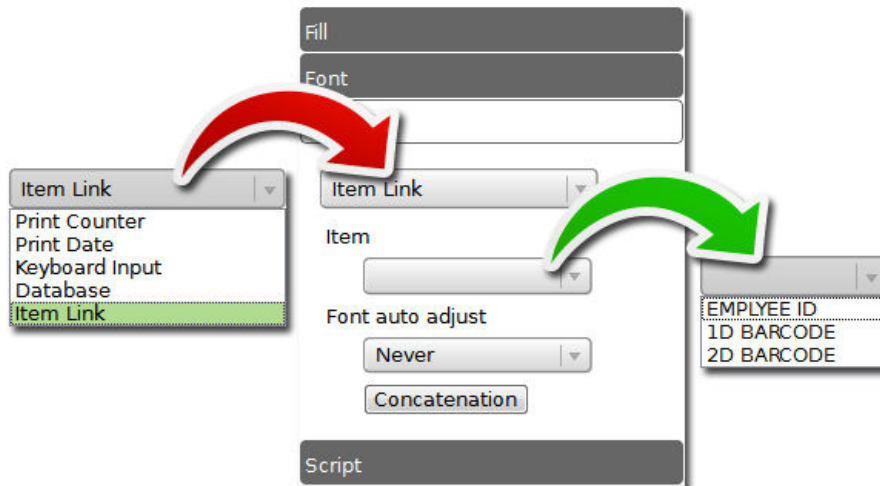 Fill
Font
Item Link
Print Counter
Print Date
Keyboard Input
Database
Item Link
Item Link
Item
Font auto adjust
Never
Concatenation
Script
EMPLYEE ID
1D BARCODE
2D BARCODE